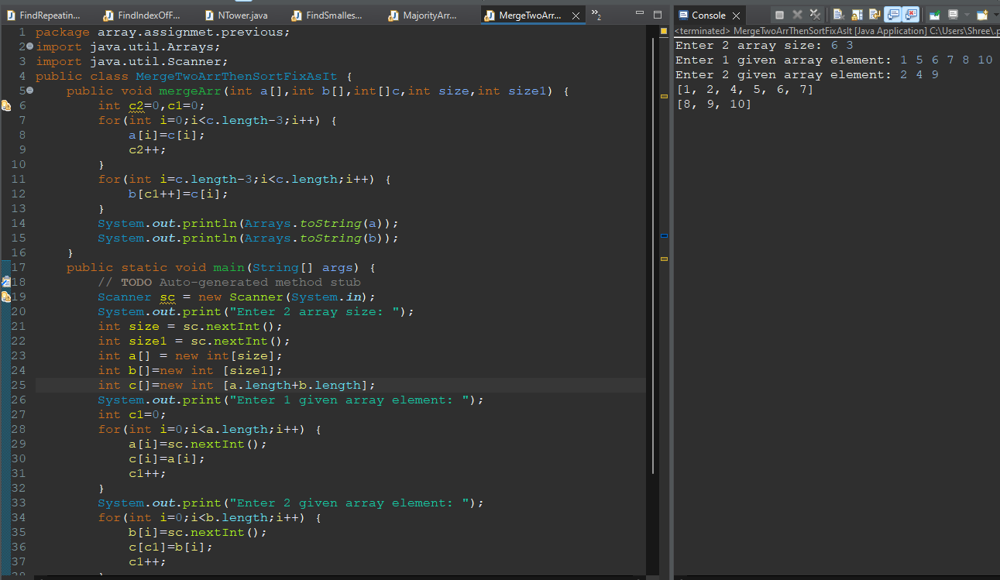 FindRepeatin... FindIndexOfF... NTower.java FindSmalles... MajorityArr... MergeTwoArr... »2
1 package array.assignmet.previous;
2 import java.util.Arrays;
3 import java.util.Scanner;
4 public class MergeTwoArrThenSortFixAsIt {
5 public void mergeArr(int a[],int b[],int[]c,int size,int size1) {
6 int c2=0,c1=0;
7 for(int i=0;i<c.length-3;i++) {
8 a[i]=c[i];
9 c2++;
10 }
11 for(int i=c.length-3;i<c.length;i++) {
12 b[c1++]=c[i];
13 }
14 System.out.println(Arrays.toString(a));
15 System.out.println(Arrays.toString(b));
16 }
17 public static void main(String[] args) {
18 // TODO Auto-generated method stub
19 Scanner sc = new Scanner(System.in);
20 System.out.print("Enter 2 array size: ");
21 int size = sc.nextInt();
22 int size1 = sc.nextInt();
23 int a[] = new int[size];
24 int b[]=new int [size1];
25 int c[]=new int [a.length+b.length];
26 System.out.print("Enter 1 given array element: ");
27 int c1=0;
28 for(int i=0;i<a.length;i++) {
29 a[i]=sc.nextInt();
30 c[i]=a[i];
31 c1++;
32 }
33 System.out.print("Enter 2 given array element: ");
34 for(int i=0;i<b.length;i++) {
35 b[i]=sc.nextInt();
36 c[c1]=b[i];
37 c1++;
38 }
Console
<terminated> MergeTwoArrThenSortFixAsIt [Java Application] C:\Users\Shree\.p
Enter 2 array size: 6 3
Enter 1 given array element: 1 5 6 7 8 10
Enter 2 given array element: 2 4 9
[1, 2, 4, 5, 6, 7]
[8, 9, 10]